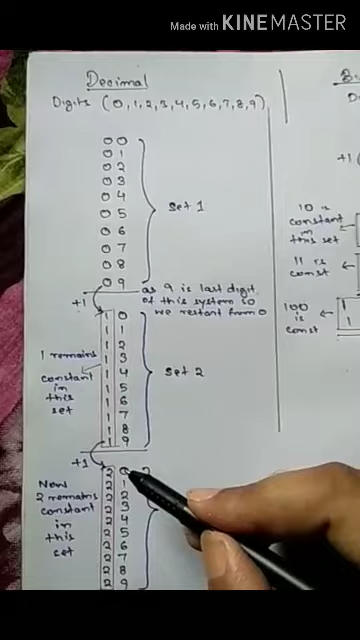 Made with KINEMASTER
Decimal
Digits (0,1,2,3,4,5,6,7,8,9)
00
01
02
03
04
05
06
07
08
09
Set 1
+1
as 9 is last digit
of this system so
we restart from 0
10
11
12
13
14
15
16
17
18
19
1 remains
constant
in this
set
Set 2
+1
20
21
22
23
24
25
26
27
28
29
Now
2 remains
constant
in
this
set
+1
10 is
constant
in
this set
11 is
const
100
is
const
1
1